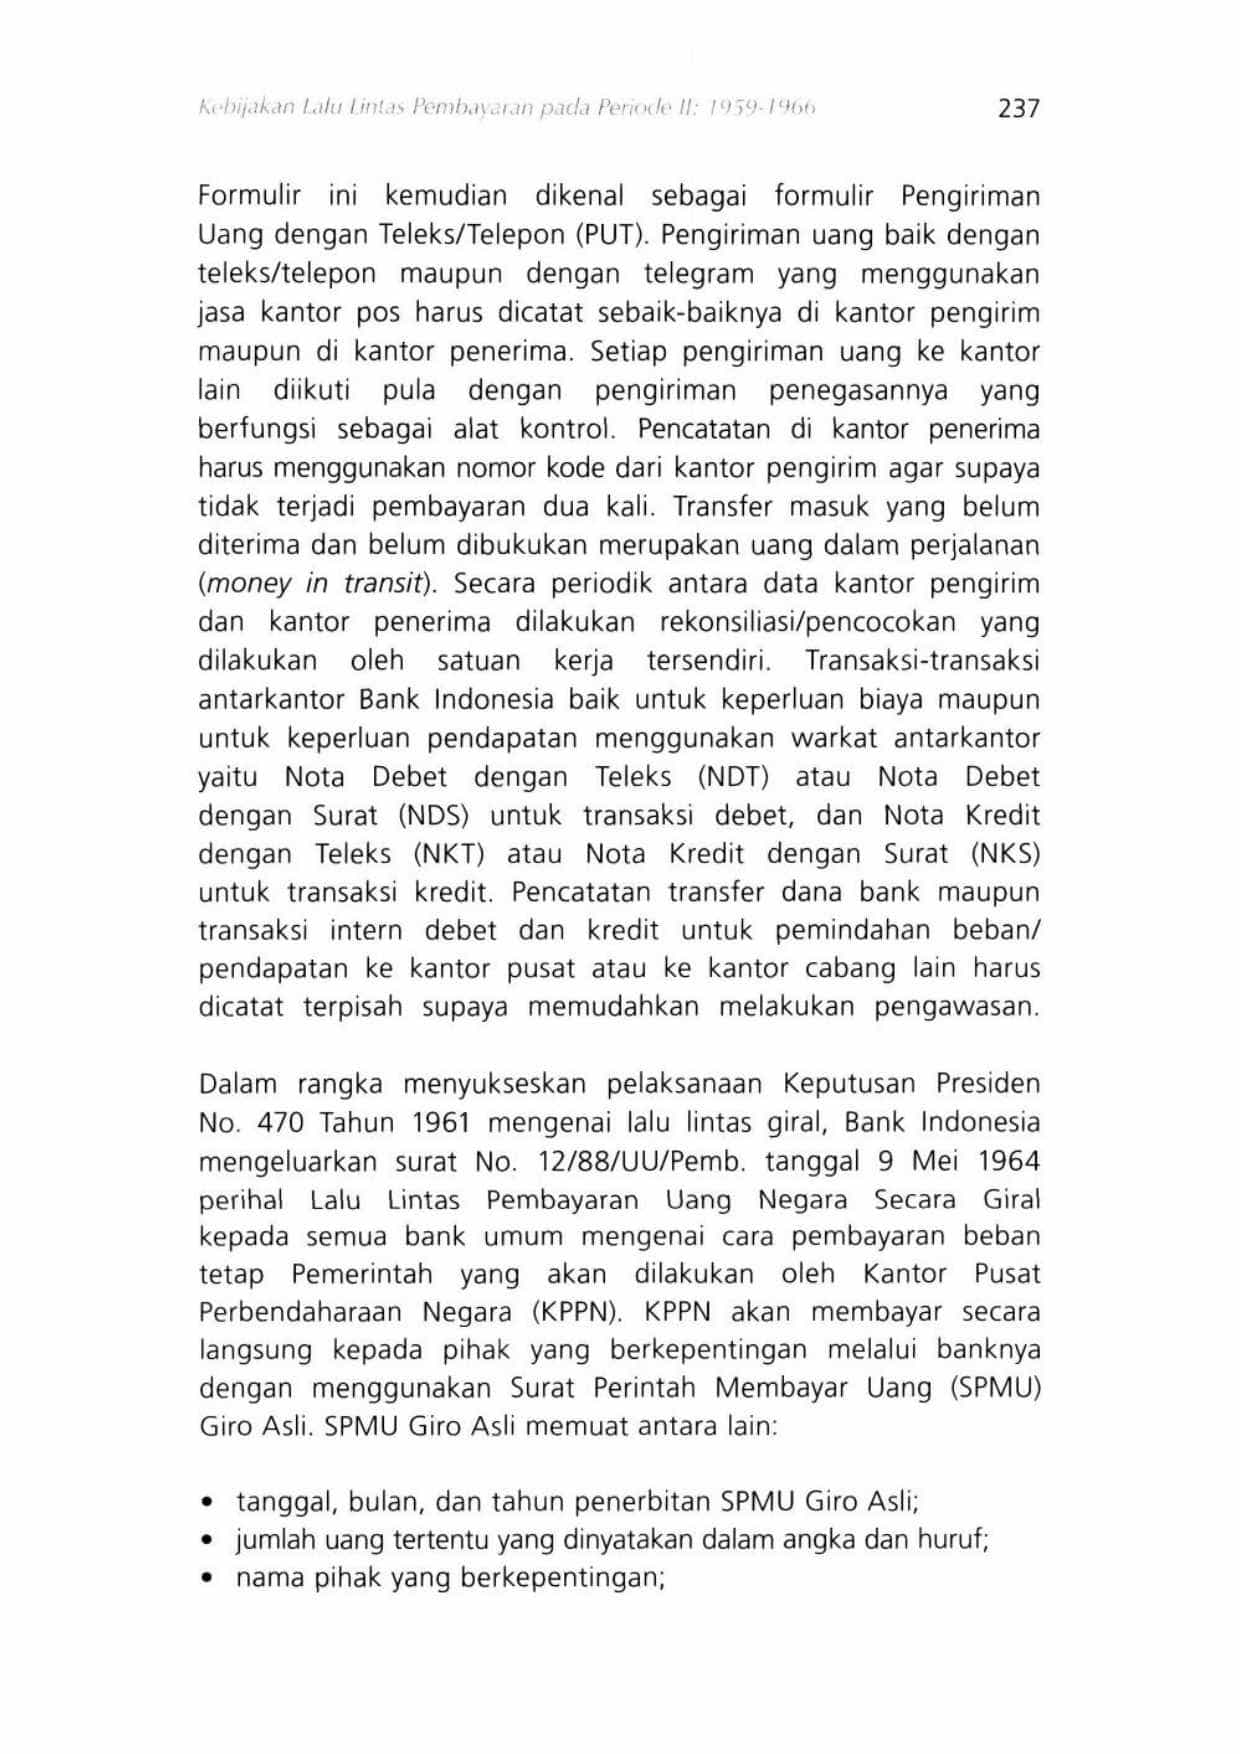 Kebijakan Lalu Lintas Pembayaran pada Periode II: 1959-1966 237
Formulir ini kemudian dikenal sebagai formulir Pengiriman
Uang dengan Teleks/Telepon (PUT). Pengiriman uang baik dengan
teleks/telepon maupun dengan telegram yang menggunakan
jasa kantor pos harus dicatat sebaik-baiknya di kantor pengirim
maupun di kantor penerima. Setiap pengiriman uang ke kantor
lain diikuti pula dengan pengiriman penegasannya yang
berfungsi sebagai alat kontrol. Pencatatan di kantor penerima
harus menggunakan nomor kode dari kantor pengirim agar supaya
tidak terjadi pembayaran dua kali. Transfer masuk yang belum
diterima dan belum dibukukan merupakan uang dalam perjalanan
(money in transit). Secara periodik antara data kantor pengirim
dan kantor penerima dilakukan rekonsiliasi/pencocokan yang
dilakukan oleh satuan kerja tersendiri. Transaksi-transaksi
antarkantor Bank Indonesia baik untuk keperluan biaya maupun
untuk keperluan pendapatan menggunakan warkat antarkantor
yaitu Nota Debet dengan Teleks (NDT) atau Nota Debet
dengan Surat (NDS) untuk transaksi debet, dan Nota Kredit
dengan Teleks (NKT) atau Nota Kredit dengan Surat (NKS)
untuk transaksi kredit. Pencatatan transfer dana bank maupun
transaksi intern debet dan kredit untuk pemindahan beban/
pendapatan ke kantor pusat atau ke kantor cabang lain harus
dicatat terpisah supaya memudahkan melakukan pengawasan.
Dalam rangka menyukseskan pelaksanaan Keputusan Presiden
No. 470 Tahun 1961 mengenai lalu lintas giral, Bank Indonesia
mengeluarkan surat No. 12/88/UU/Pemb. tanggal 9 Mei 1964
perihal Lalu Lintas Pembayaran Uang Negara Secara Giral
kepada semua bank umum mengenai cara pembayaran beban
tetap Pemerintah yang akan dilakukan oleh Kantor Pusat
Perbendaharaan Negara (KPPN). KPPN akan membayar secara
langsung kepada pihak yang berkepentingan melalui banknya
dengan menggunakan Surat Perintah Membayar Uang (SPMU)
Giro Asli. SPMU Giro Asli memuat antara lain:
• tanggal, bulan, dan tahun penerbitan SPMU Giro Asli;
• jumlah uang tertentu yang dinyatakan dalam angka dan huruf;
• nama pihak yang berkepentingan;